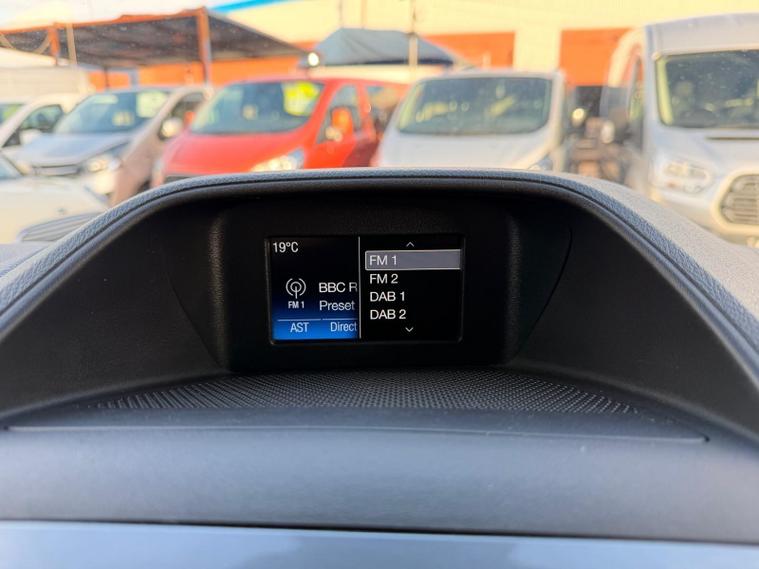 19°C
FM 1
BBC R
Preset
AST Direct
FM 1
FM 2
DAB 1
DAB 2